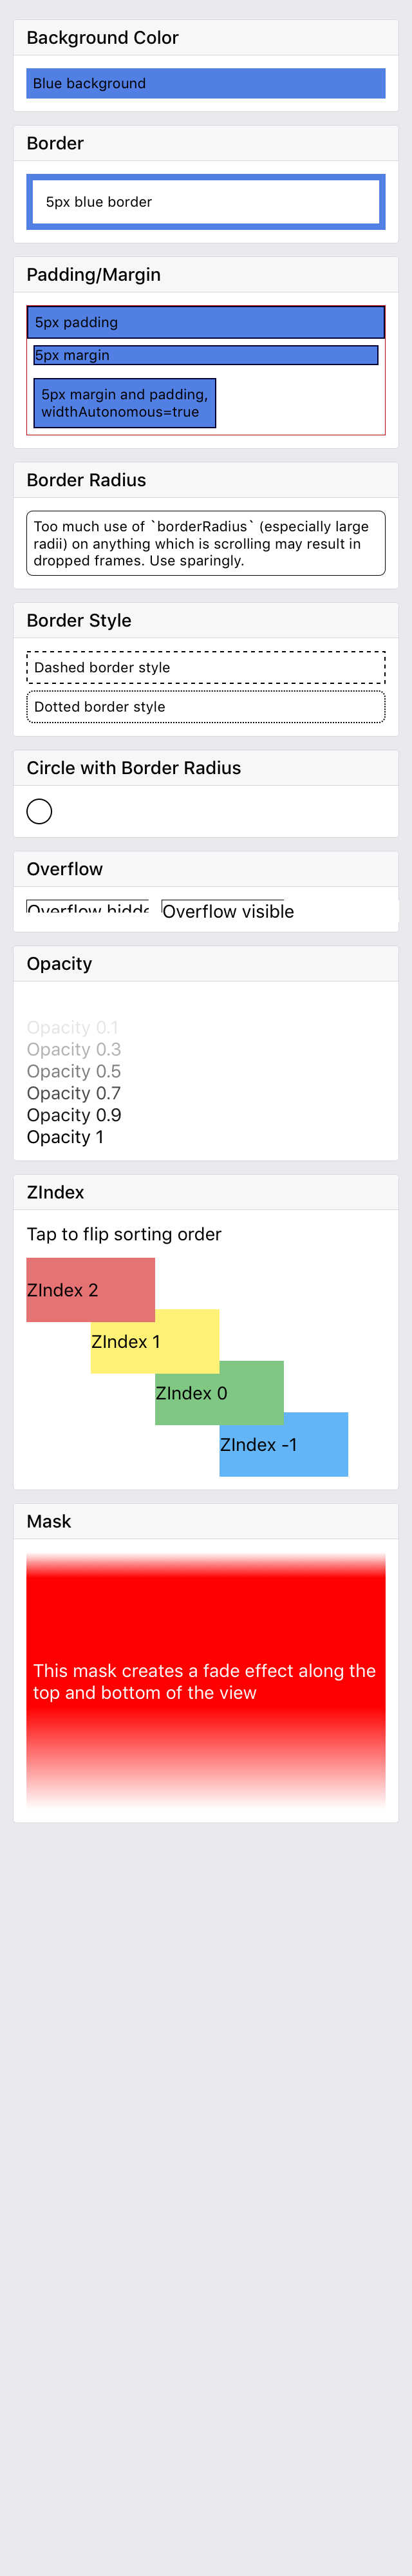 Background Color
Blue background
Border
5px blue border
Padding/Margin
5px padding
5px margin
5px margin and padding,
widthAutonomous=true
Border Radius
Too much use of `borderRadius` (especially large
radii) on anything which is scrolling may result in
dropped frames. Use sparingly.
Border Style
Dashed border style
Dotted border style
Circle with Border Radius
Overflow
Overflow hidde Overflow visible
Opacity
Opacity 0.1
Opacity 0.3
Opacity 0.5
Opacity 0.7
Opacity 0.9
Opacity 1
ZIndex
Tap to flip sorting order
ZIndex 2
ZIndex 1
ZIndex 0
ZIndex -1
Mask
This mask creates a fade effect along the
top and bottom of the view